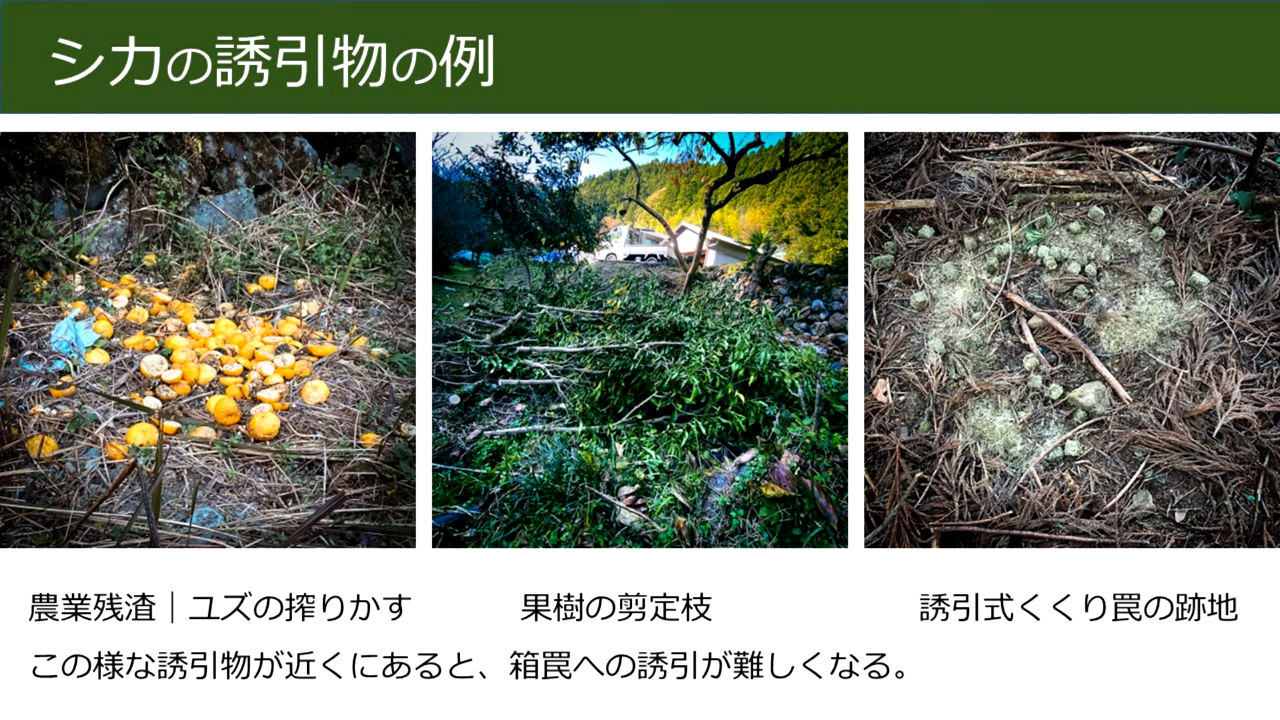 シカの誘引物の例
農業残渣｜ユズの搾りかす
果樹の剪定枝
誘引式くくり罠の跡地
この様な誘引物が近くにあると、箱罠への誘引が難しくなる。